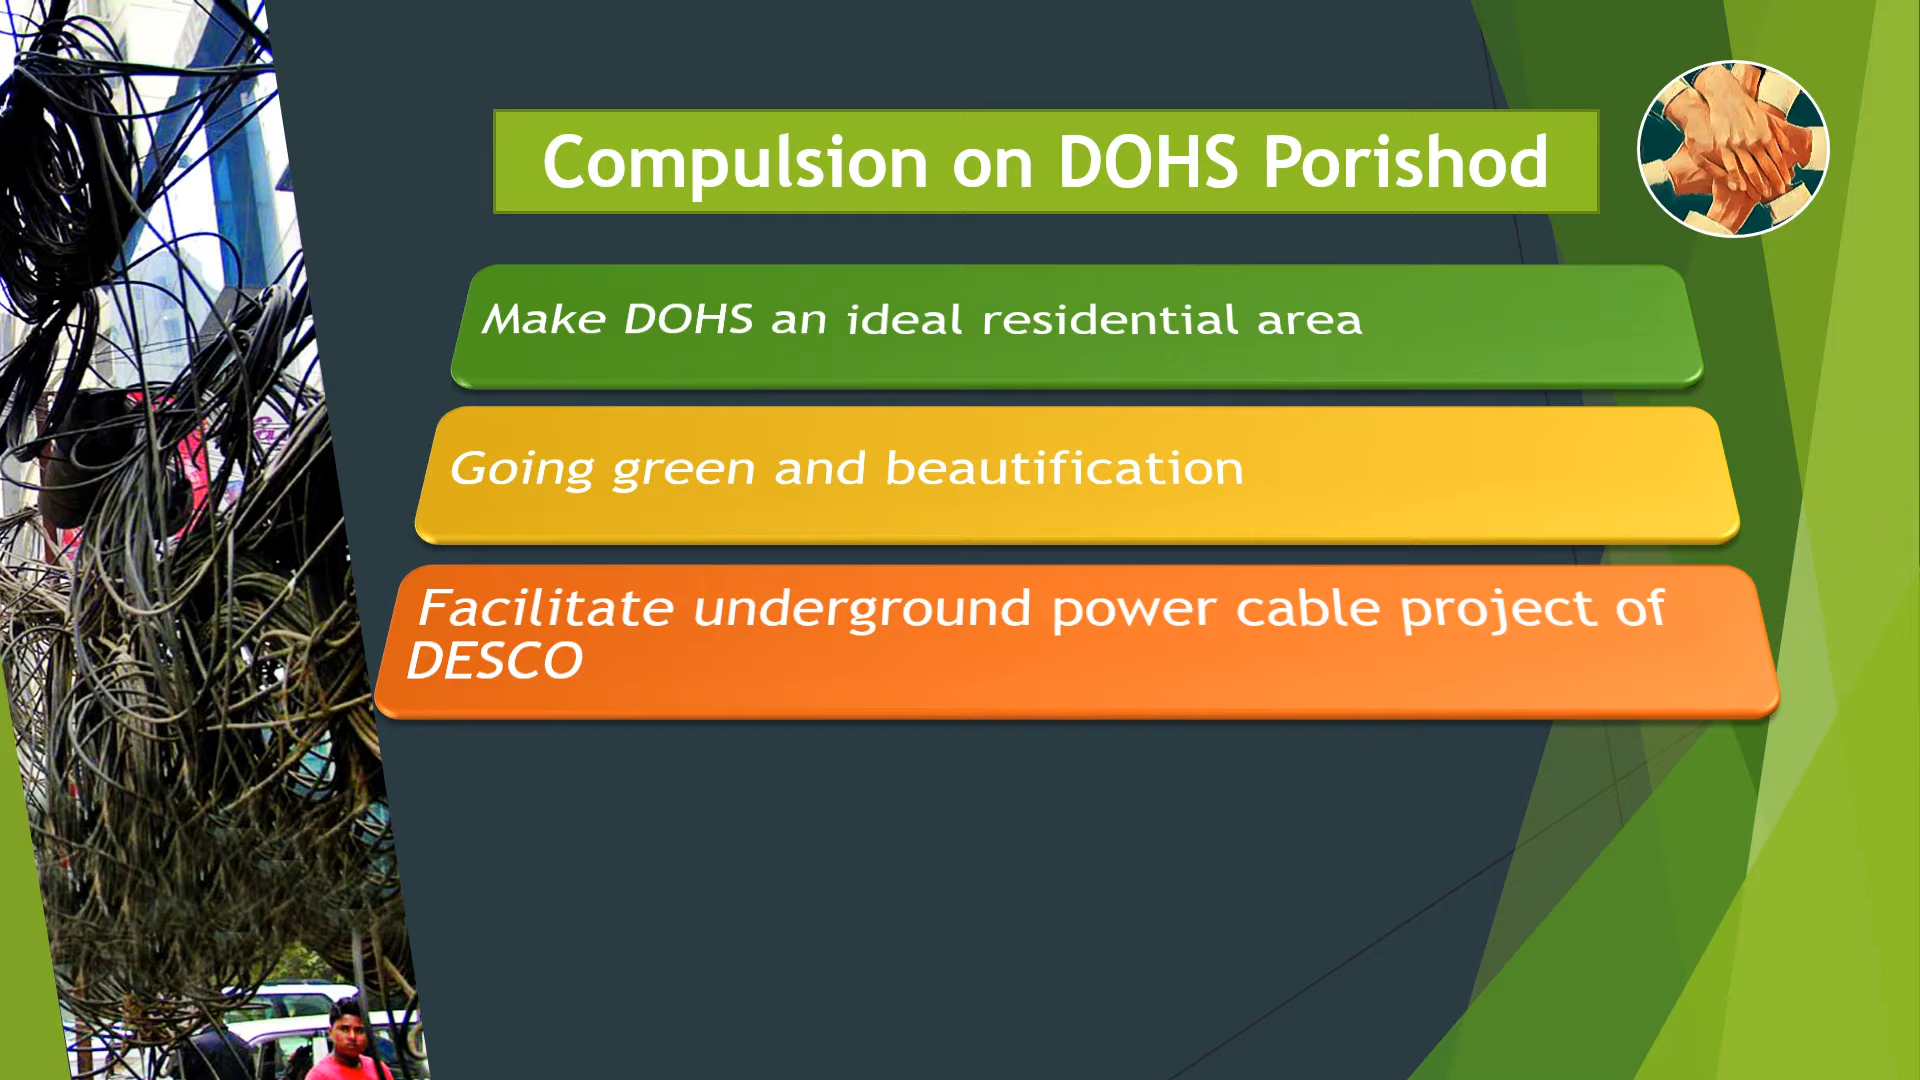 Compulsion on DOHS Porishod
Make DOHS an ideal residential area
Going green and beautification
Facilitate underground power cable project of
DESCO